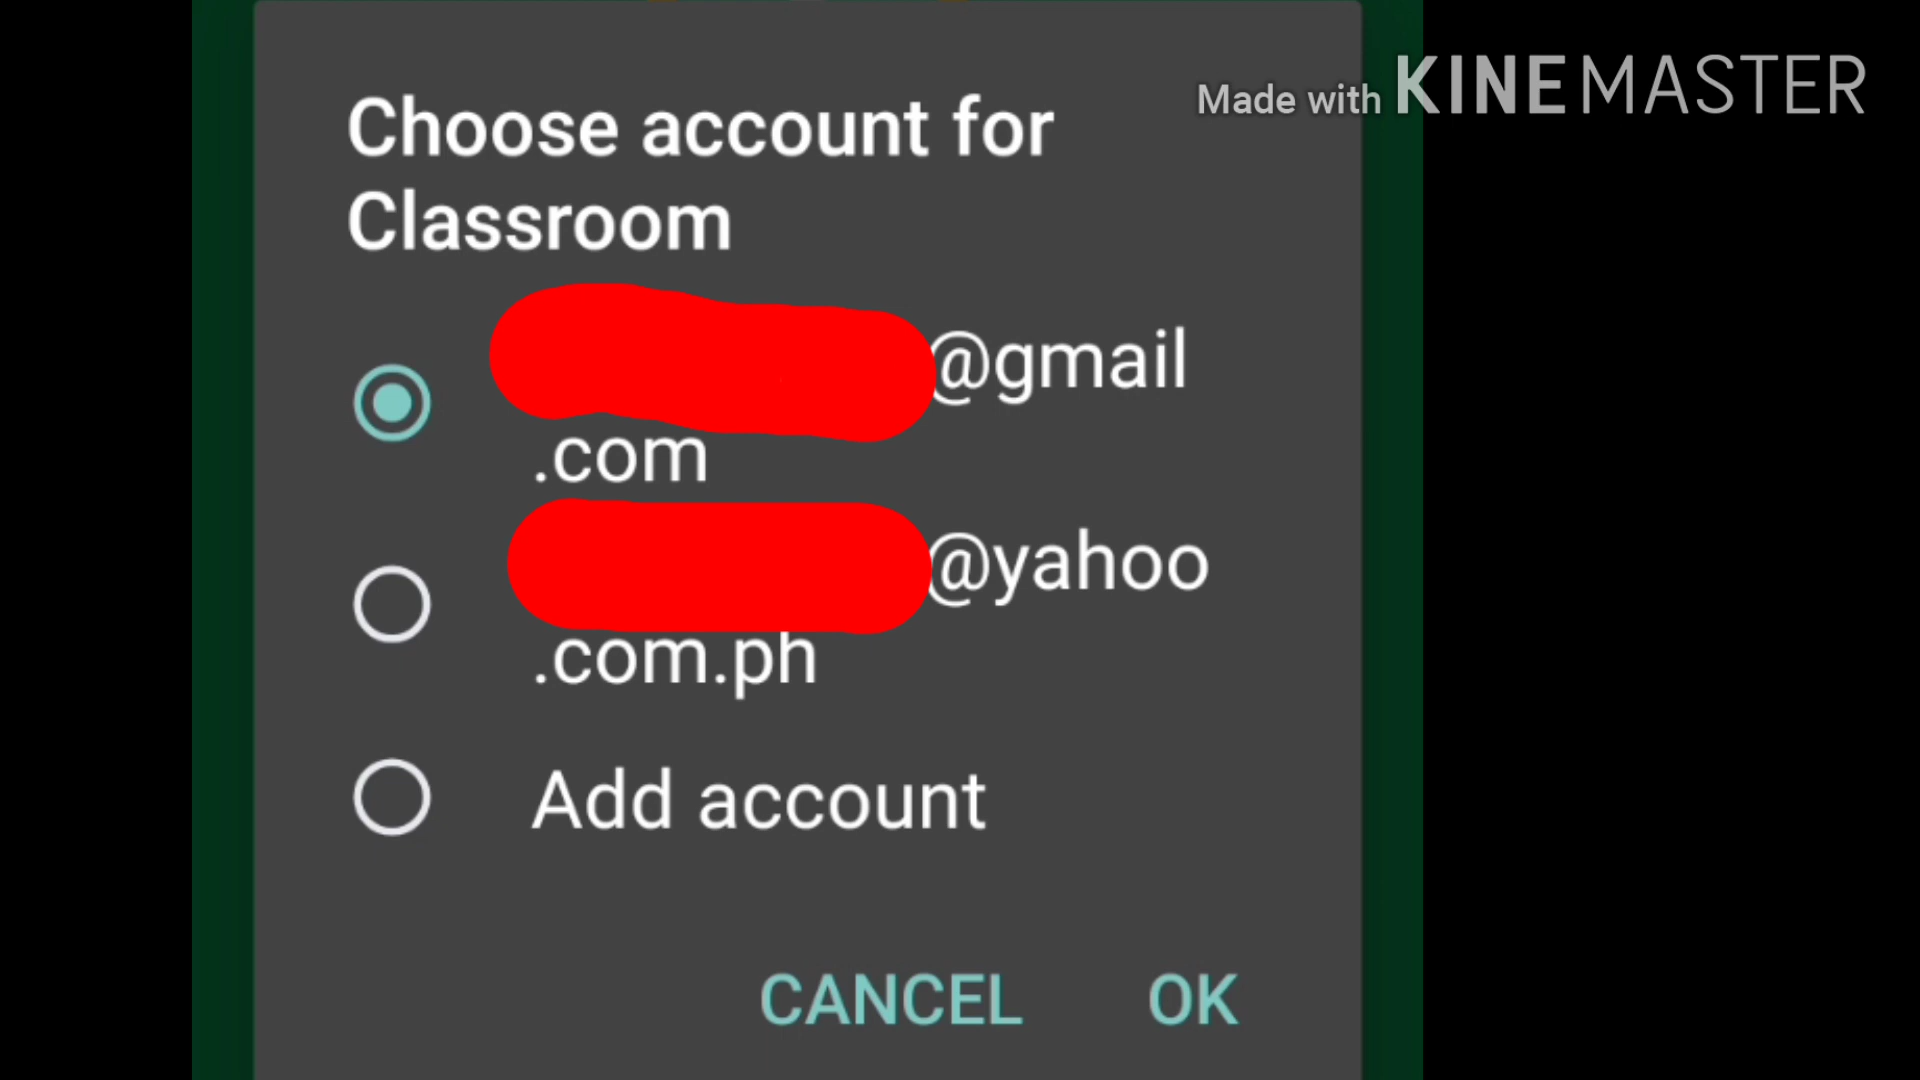 Made with KINEMASTER
Choose account for
Classroom
@gmail
.com
@yahoo
.com.ph
Add account
CANCEL OK